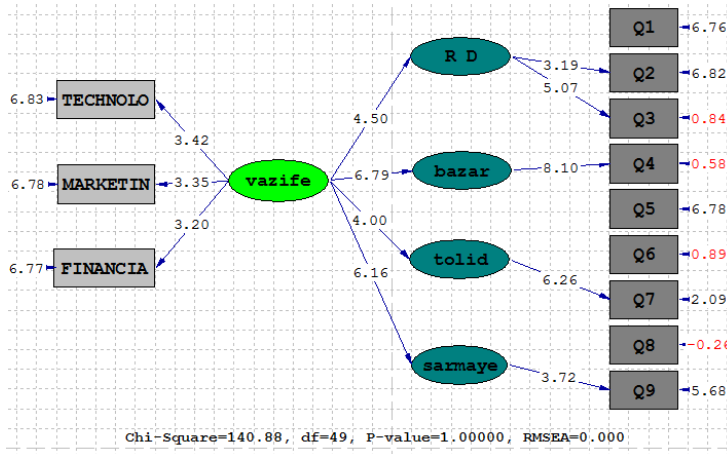 Q1
6.76
R D
3.19
Q2
6.82
6.83
TECHNOLO
5.07
Q3
0.84
4.50
3.42
8.10
Q4
0.58
6.78
MARKETIN
3.35
vazife
6.79
bazar
Q5
6.78
3.20
4.00
6.77
FINANCIA
tolid
Q6
0.89
6.16
6.26
Q7
2.09
Q8
-0.26
sarmaye
3.72
Q9
5.68
Chi-Square=140.88, df=49, P-value=1.00000, RMSEA=0.000